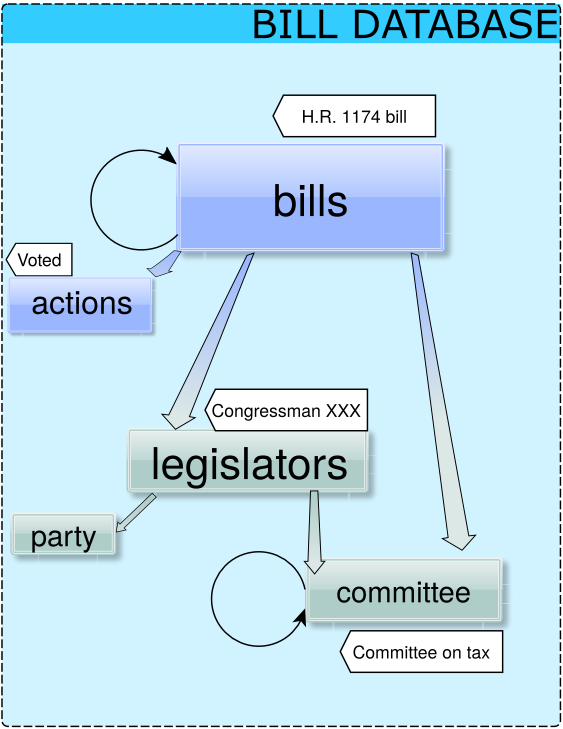 BILL DATABASE
H.R. 1174 bill
bills
Voted
actions
Congressman XXX
legislators
party
committee
Committee on tax